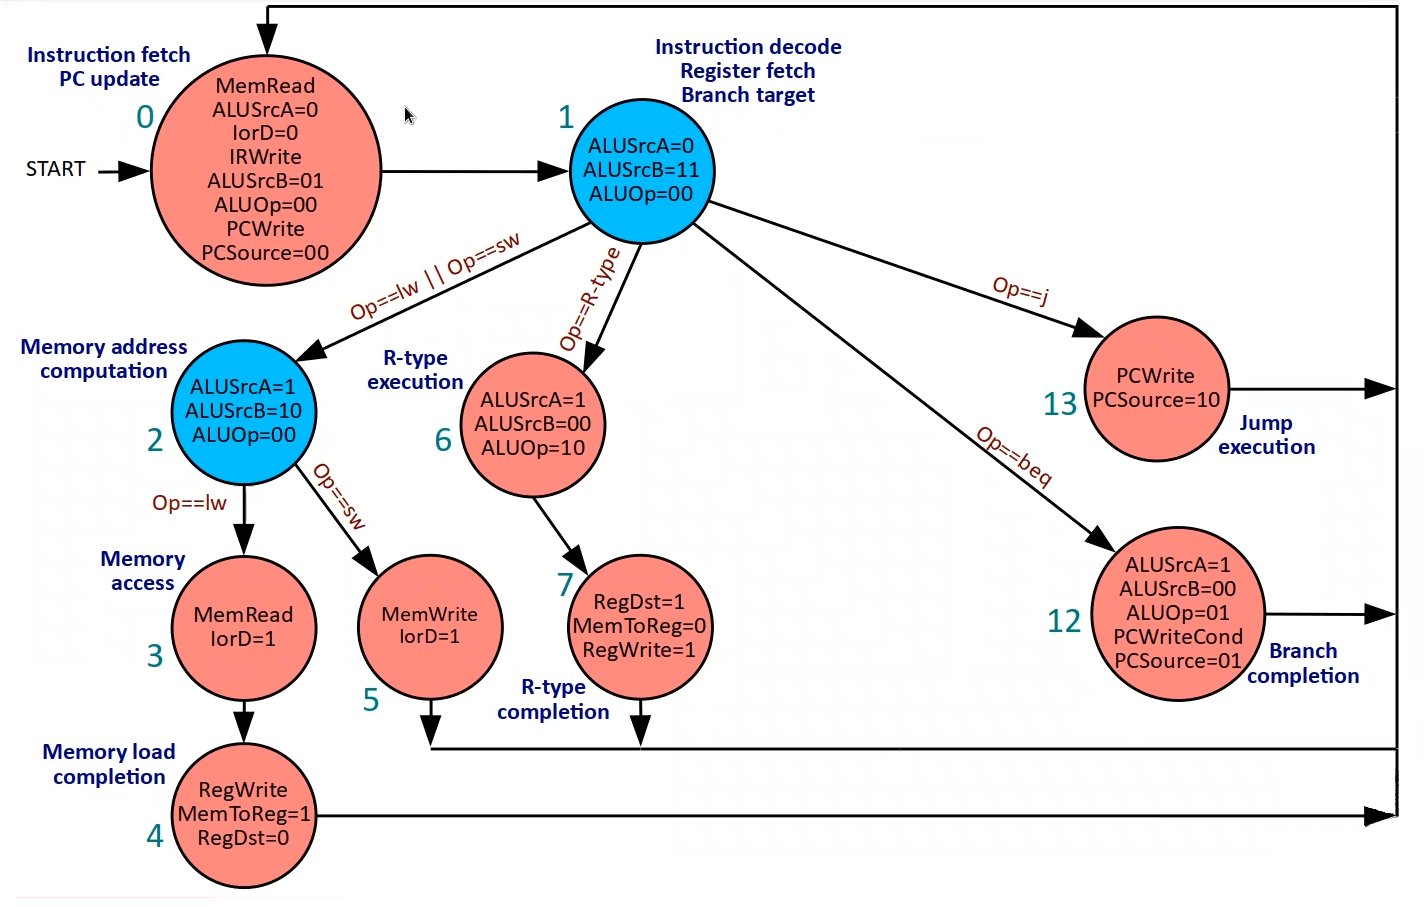 Instruction fetch
PC update
0
START
MemRead
ALUSrcA=0
IorD=0
IRWrite
ALUSrcB=01
ALUOp=00
PCWrite
PCSource=00
Instruction decode
Register fetch
Branch target
1
ALUSrcA=0
ALUSrcB=11
ALUOp=00
Op==lw || Op==sw
Op==R-type
Op==j
Op==beq
Memory address
computation
2
ALUSrcA=1
ALUSrcB=10
ALUOp=00
R-type
execution
6
ALUSrcA=1
ALUSrcB=00
ALUOp=10
13
PCWrite
PCSource=10
Jump
execution
Op==lw
Op==sw
Memory
access
3
MemRead
IorD=1
5
MemWrite
IorD=1
7
RegDst=1
MemToReg=0
RegWrite=1
R-type
completion
12
ALUSrcA=1
ALUSrcB=00
ALUOp=01
PCWriteCond
PCSource=01
Branch
completion
Memory load
completion
4
RegWrite
MemToReg=1
RegDst=0